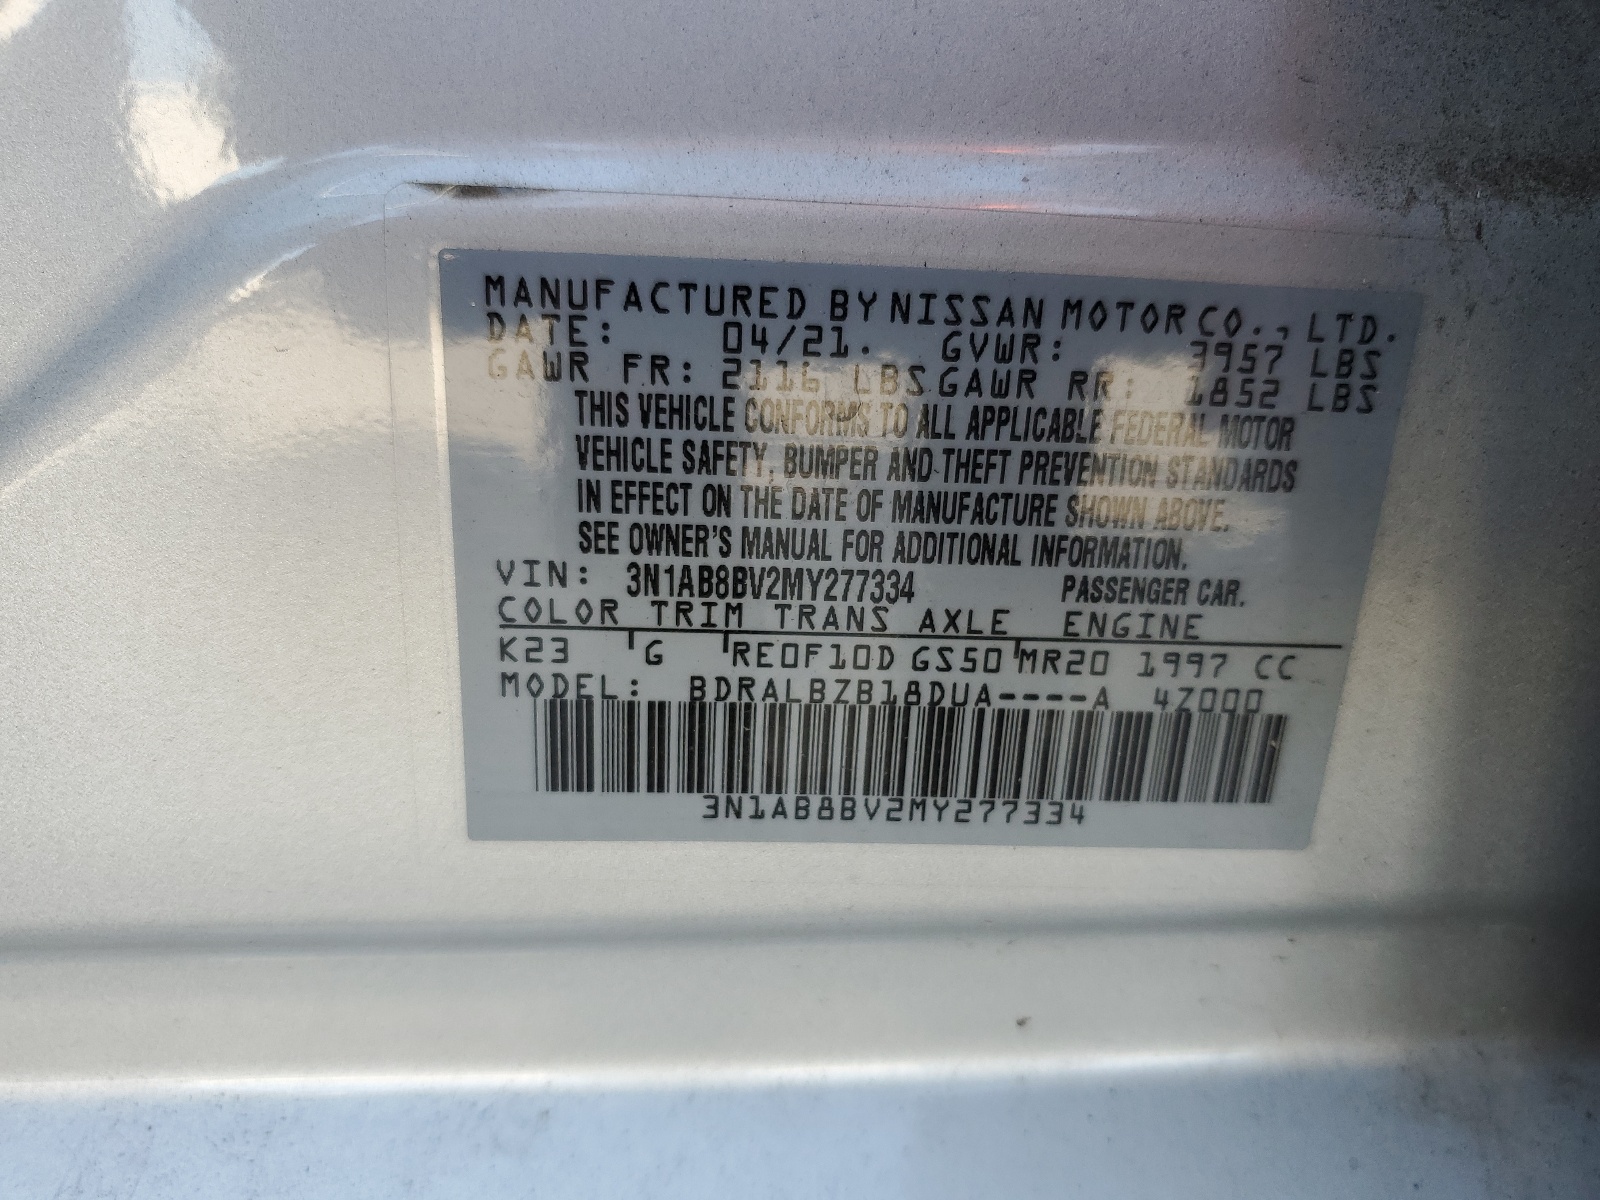 MANUFACTURED BY NISSAN MOTOR CO., LTD.
DATE: 04/21. GVWR: 3957 LBS
GAWR FR: 2116 LBS GAWR RR: 1852 LBS
THIS VEHICLE CONFORMS TO ALL APPLICABLE FEDERAL MOTOR
VEHICLE SAFETY, BUMPER AND THEFT PREVENTION STANDARDS
IN EFFECT ON THE DATE OF MANUFACTURE SHOWN ABOVE.
SEE OWNER'S MANUAL FOR ADDITIONAL INFORMATION.
VIN: 3N1AB8BV2MY277334 PASSENGER CAR.
COLOR TRIM TRANS AXLE ENGINE
K23 G RE0F10D GS50 MR20 1997 CC
MODEL: BDRALBZB18DUA----A 4Z000
3N1AB8BV2MY277334